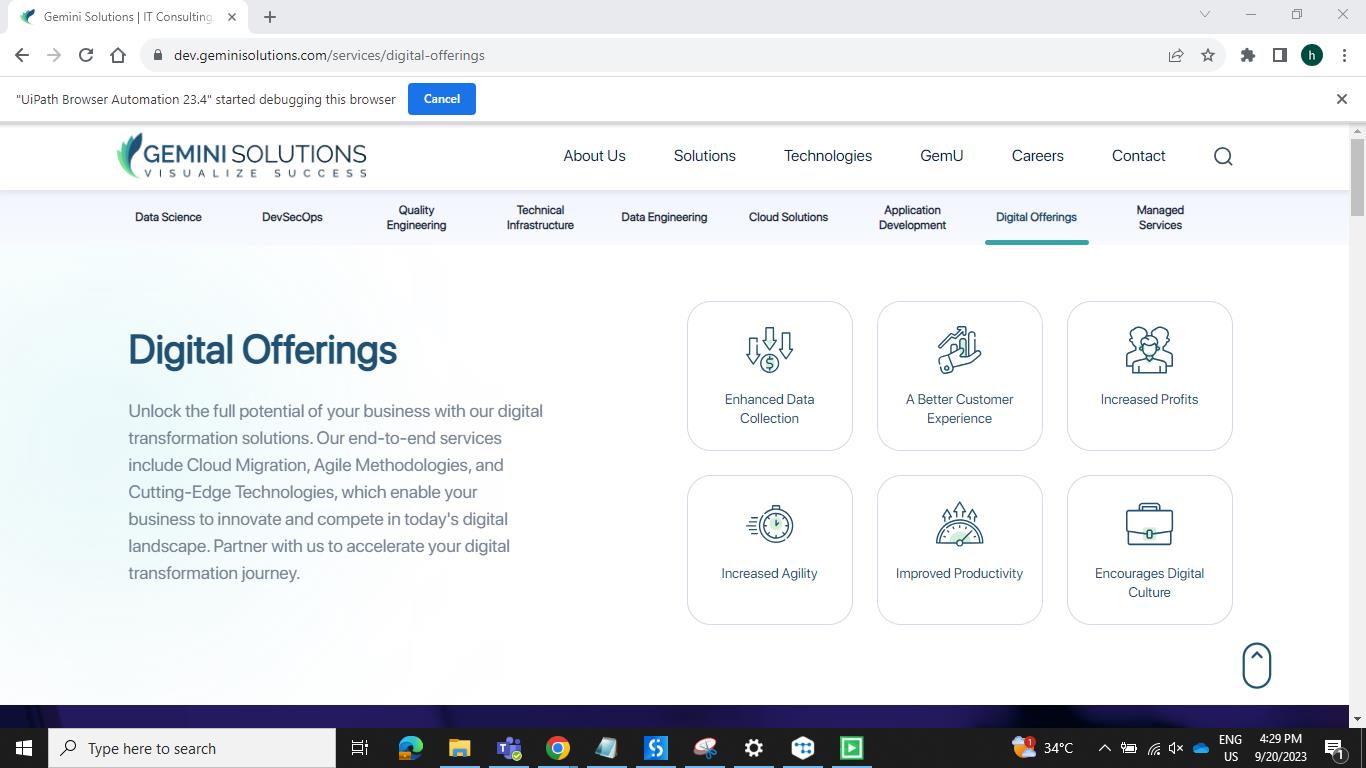 Gemini Solutions | IT Consulting
dev.geminisolutions.com/services/digital-offerings
h
"UiPath Browser Automation 23.4" started debugging this browser
Cancel
GEMINI SOLUTIONS
VISUALIZE SUCCESS
About Us
Solutions
Technologies
GemU
Careers
Contact
Data Science
DevSecOps
Quality
Engineering
Technical
Infrastructure
Data Engineering
Cloud Solutions
Application
Development
Digital Offerings
Managed
Services
Digital Offerings
Unlock the full potential of your business with our digital
transformation solutions. Our end-to-end services
include Cloud Migration, Agile Methodologies, and
Cutting-Edge Technologies, which enable your
business to innovate and compete in today's digital
landscape. Partner with us to accelerate your digital
transformation journey.
$
Enhanced Data
Collection
A Better Customer
Experience
Increased Profits
Increased Agility
Improved Productivity
Encourages Digital
Culture
Type here to search
1
34°C
ENG
US
4:29 PM
9/20/2023
1